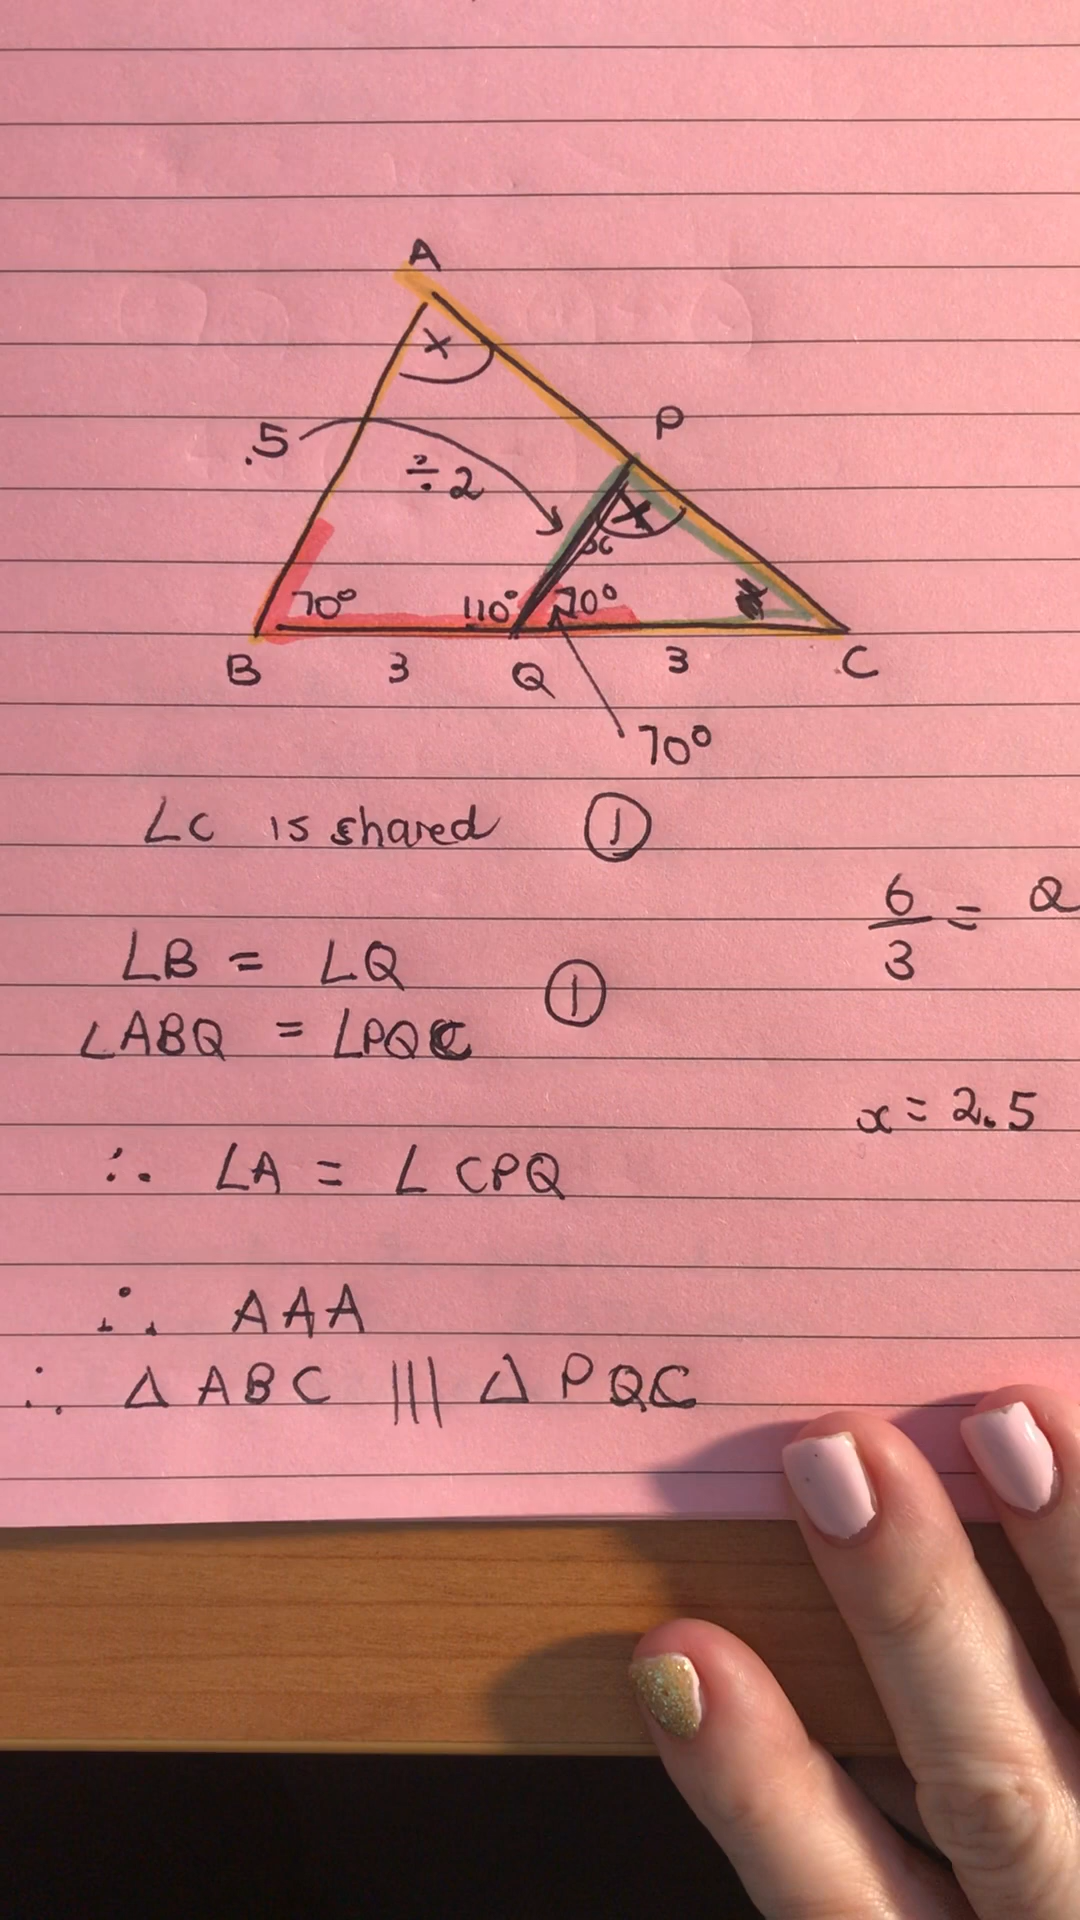 A
x
P
.5
÷ 2
x
x
70°
110°
70°
B
3
Q
3
C
70°
∠C is shared ①
6/3 = 2
∠B = ∠Q ①
∠ABQ = ∠PQC
x = 2.5
∴ ∠A = ∠CPQ
∴ AAA
∴ Δ ABC ||| Δ PQC